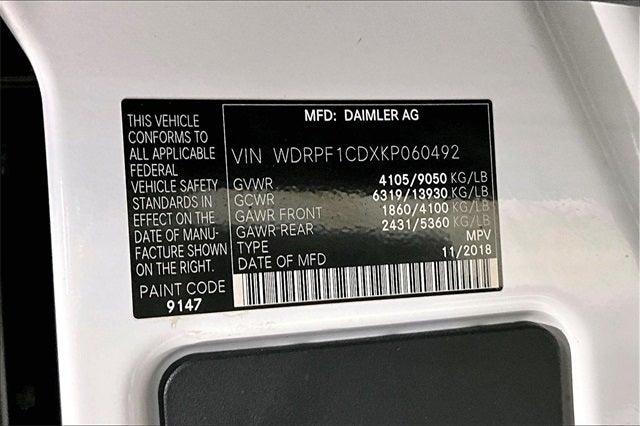 THIS VEHICLE
CONFORMS TO
ALL APPLICABLE
FEDERAL
VEHICLE SAFETY
STANDARDS IN
EFFECT ON THE
DATE OF MANU-
FACTURE SHOWN
ON THE RIGHT.
PAINT CODE
9147
MFD: DAIMLER AG
VIN WDRPF1CDXKP060492
GVWR 4105/9050 KG/LB
GCWR 6319/13930 KG/LB
GAWR FRONT 1860/4100 KG/LB
GAWR REAR 2431/5360 KG/LB
TYPE MPV
DATE OF MFD 11/2018